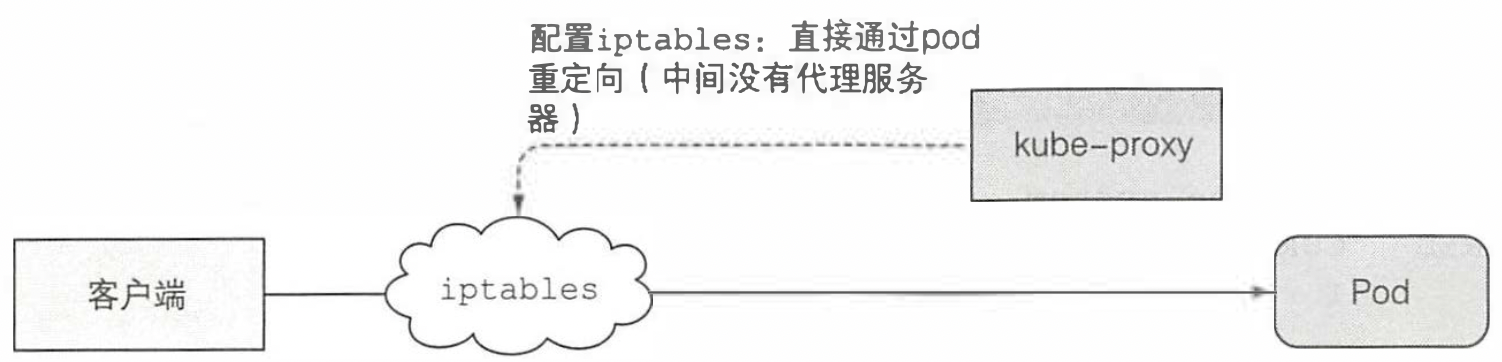 配置iptables：直接通过pod
重定向（中间没有代理服务
器）
kube-proxy
客户端
iptables
Pod